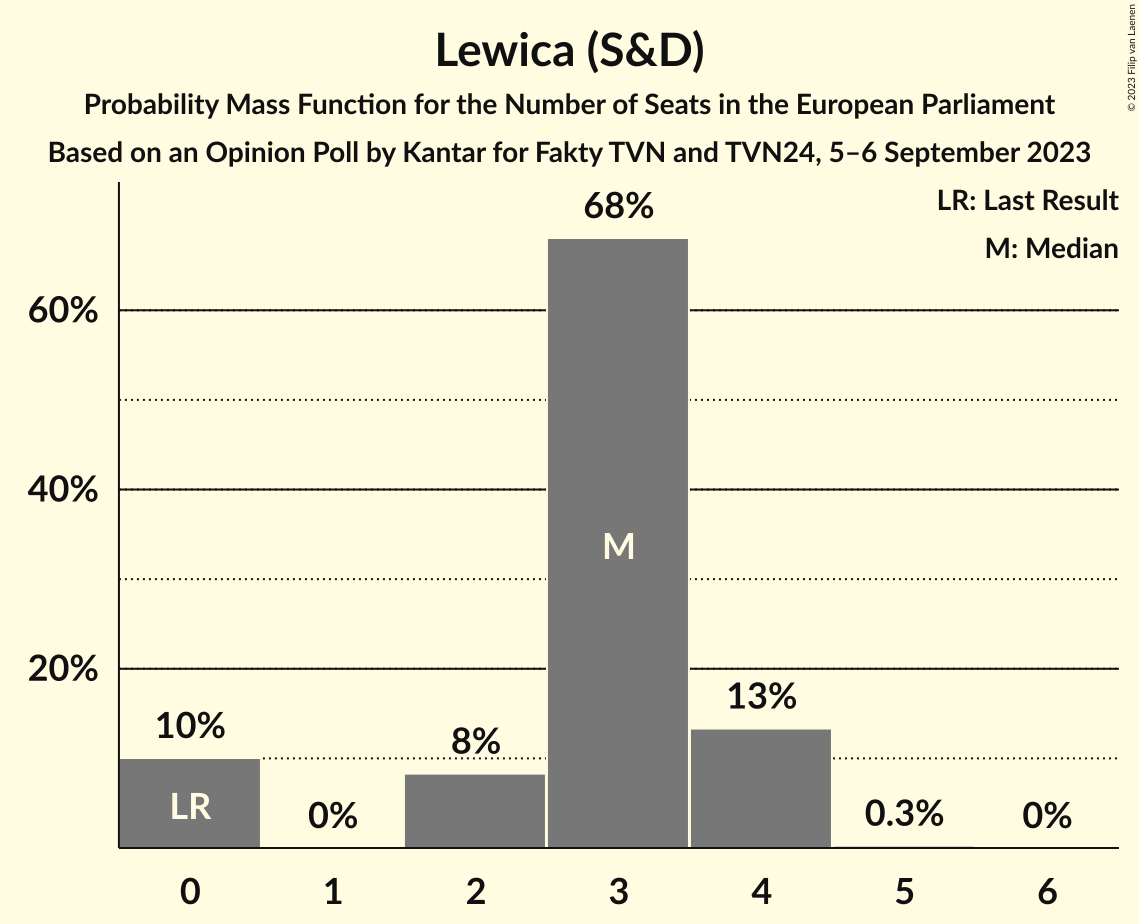 Lewica (S&D)
Probability Mass Function for the Number of Seats in the European Parliament
Based on an Opinion Poll by Kantar for Fakty TVN and TVN24, 5–6 September 2023
© 2023 Filip van Laenen
LR: Last Result
M: Median
60%
40%
20%
10%
0%
8%
68%
13%
0.3%
0%
LR
M
0 1 2 3 4 5 6